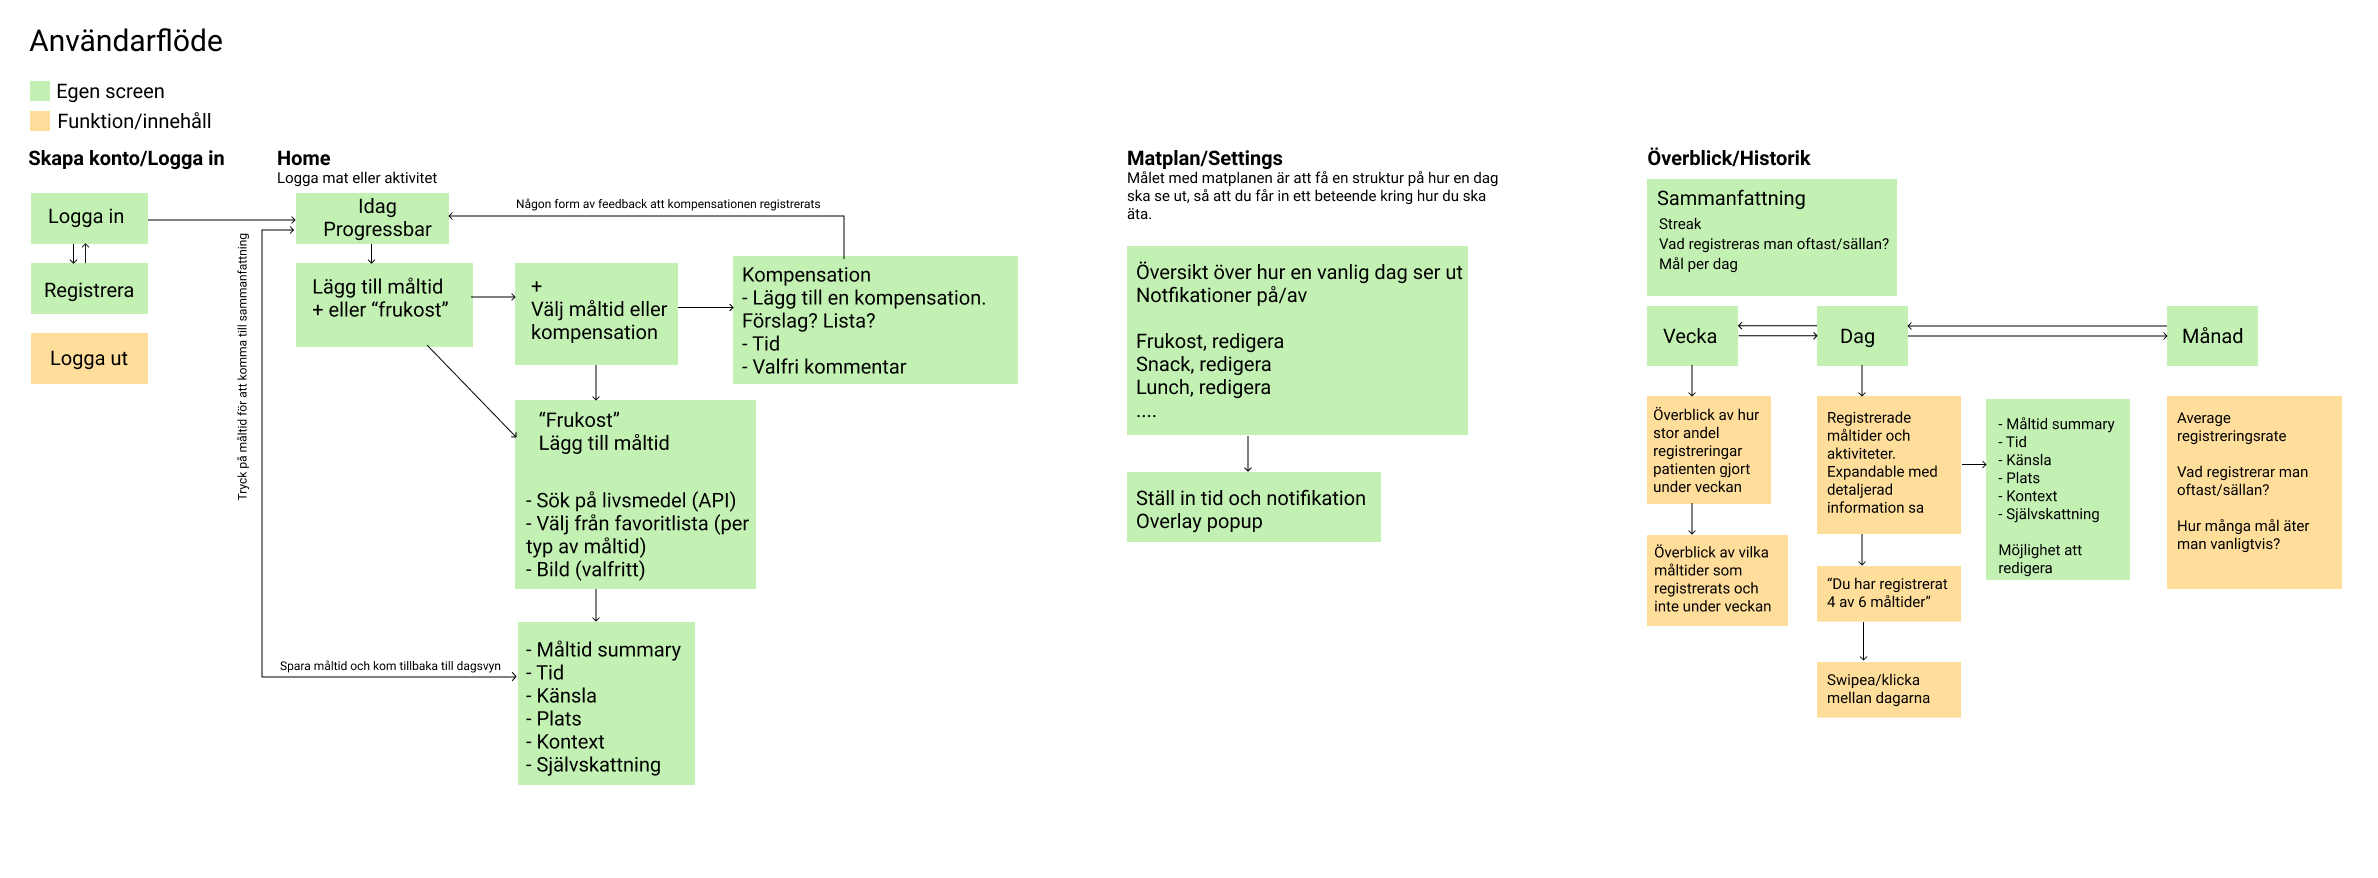 Användarflöde
Egen screen
Funktion/innehåll
Skapa konto/Logga in
Logga in
Registrera
Logga ut
Home
Logga mat eller aktivitet
Idag
Progressbar
Någon form av feedback att kompensationen registrerats
Tryck på måltid för att komma till sammanfattning
Lägg till måltid
+ eller “frukost”
+
Välj måltid eller
kompensation
Kompensation
- Lägg till en kompensation.
Förslag? Lista?
- Tid
- Valfri kommentar
“Frukost”
Lägg till måltid
- Sök på livsmedel (API)
- Välj från favoritlista (per
typ av måltid)
- Bild (valfritt)
Spara måltid och kom tillbaka till dagsvyn
- Måltid summary
- Tid
- Känsla
- Plats
- Kontext
- Självskattning
Matplan/Settings
Målet med matplanen är att få en struktur på hur en dag
ska se ut, så att du får in ett beteende kring hur du ska
äta.
Översikt över hur en vanlig dag ser ut
Notfikationer på/av
Frukost, redigera
Snack, redigera
Lunch, redigera
....
Ställ in tid och notifikation
Overlay popup
Överblick/Historik
Sammanfattning
Streak
Vad registreras man oftast/sällan?
Mål per dag
Vecka
Dag
Månad
Överblick av hur
stor andel
registreringar
patienten gjort
under veckan
Överblick av vilka
måltider som
registrerats och
inte under veckan
Registrerade
måltider och
aktiviteter.
Expandable med
detaljerad
information sa
“Du har registrerat
4 av 6 måltider”
Swipea/klicka
mellan dagarna
- Måltid summary
- Tid
- Känsla
- Plats
- Kontext
- Självskattning
Möjlighet att
redigera
Average
registreringsrate
Vad registrerar man
oftast/sällan?
Hur många mål äter
man vanligtvis?